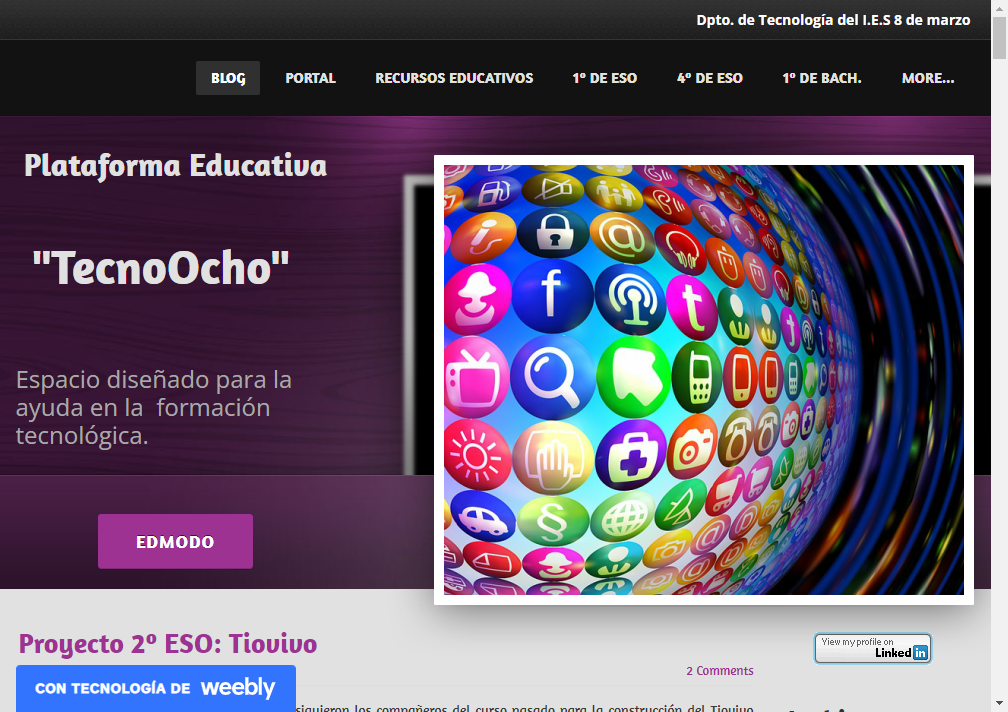 Dpto. de Tecnología del I.E.S 8 de marzo
BLOG PORTAL RECURSOS EDUCATIVOS 1º DE ESO 4º DE ESO 1º DE BACH. MORE...
Plataforma Educativa
"TecnoOcho"
Espacio diseñado para la
ayuda en la formación
tecnológica.
EDMODO
Proyecto 2º ESO: Tiovivo
2 Comments
View my profile on
Linked in
CON TECNOLOGÍA DE weebly
siguieron los compañeros del curso pasado para la construcción del Tiovivo